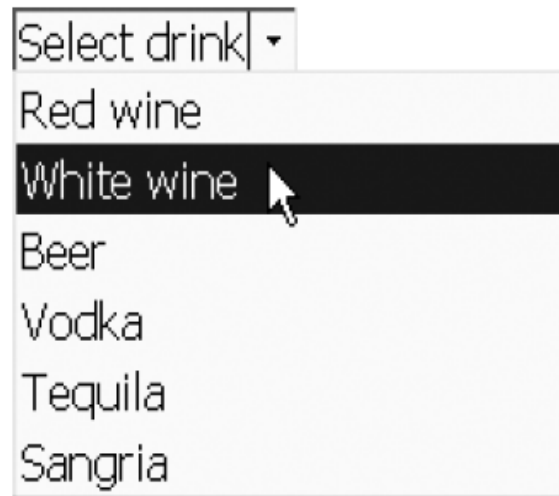 Select drink
Red wine
White wine
Beer
Vodka
Tequila
Sangria